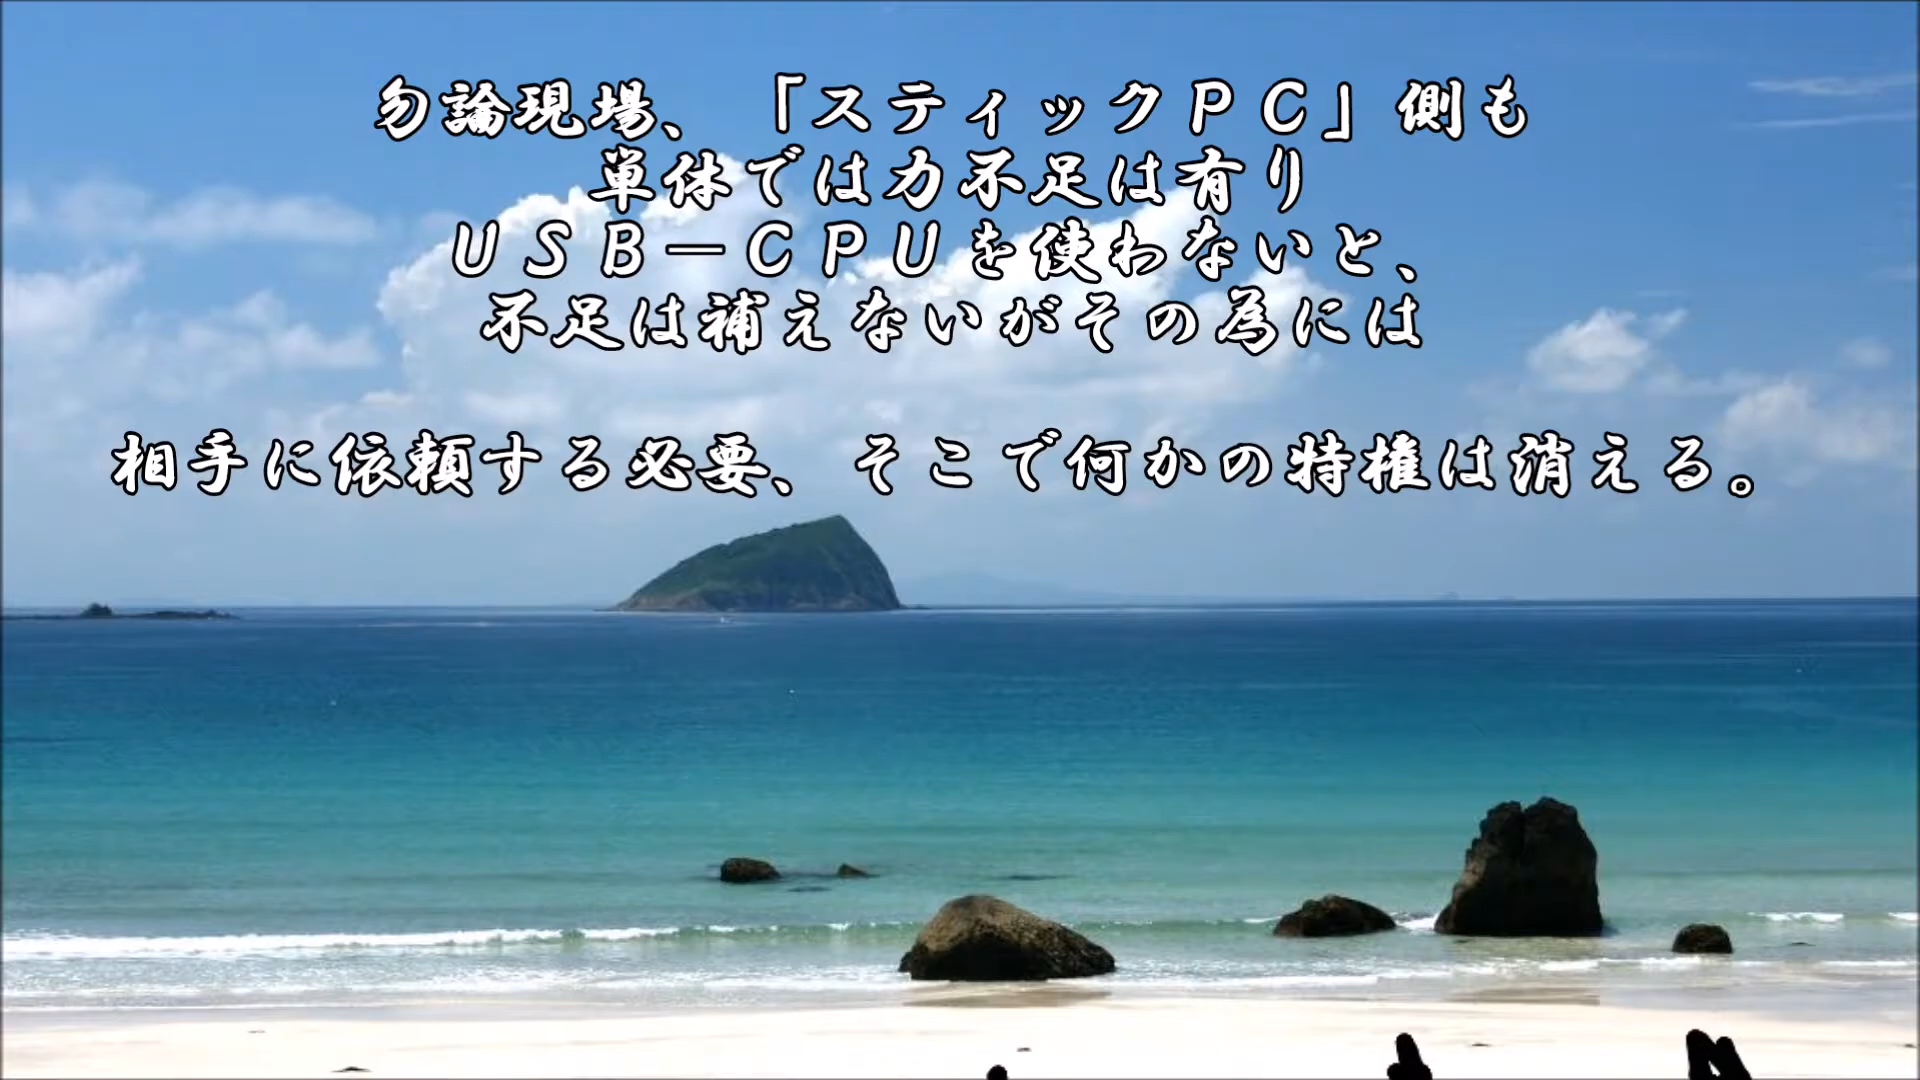 勿論現場、「スティックＰＣ」側も
単体では力不足は有り
ＵＳＢ－ＣＰＵを使わないと、
不足は補えないがその為には
相手に依頼する必要、そこで何かの特権は消える。